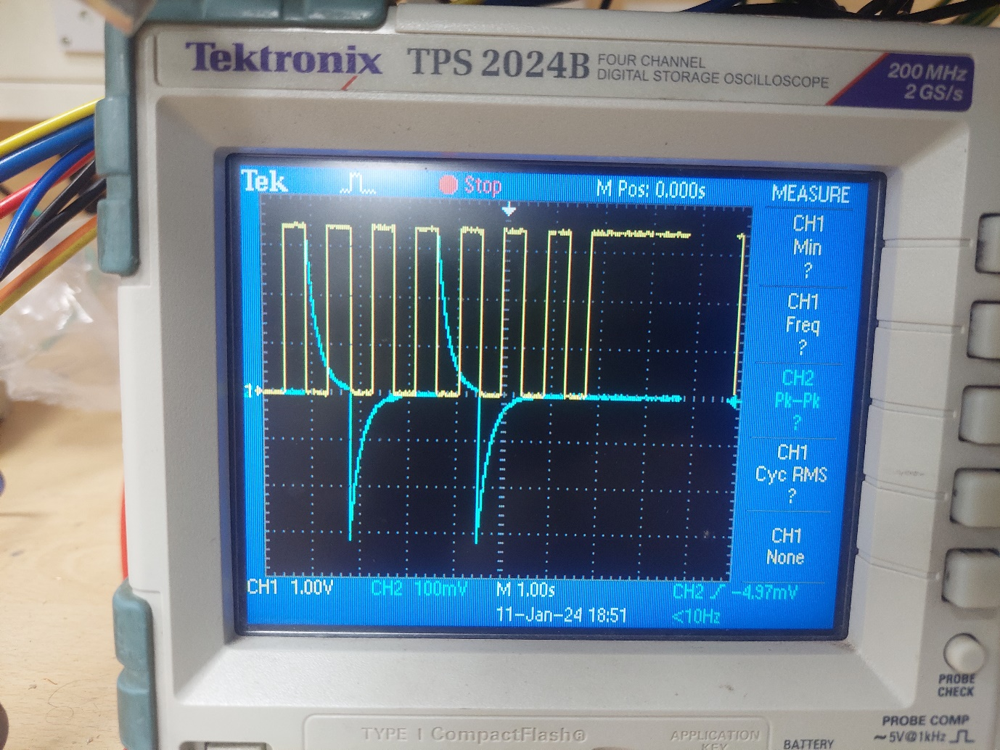 Tektronix TPS 2024B FOUR CHANNEL
DIGITAL STORAGE OSCILLOSCOPE
200 MHz
2 GS/s
Tek Stop M Pos: 0.000s MEASURE
CH1
Min
?
CH1
Freq
?
CH2
Pk-Pk
?
CH1
Cyc RMS
?
CH1
None
1
CH1 1.00V CH2 100mV M 1.00s CH2 -4.97mV
11-Jan-24 18:51 <10Hz
PROBE
CHECK
TYPE I CompactFlash®
APPLICATION
KEY
BATTERY
PROBE COMP
~5V@1kHz